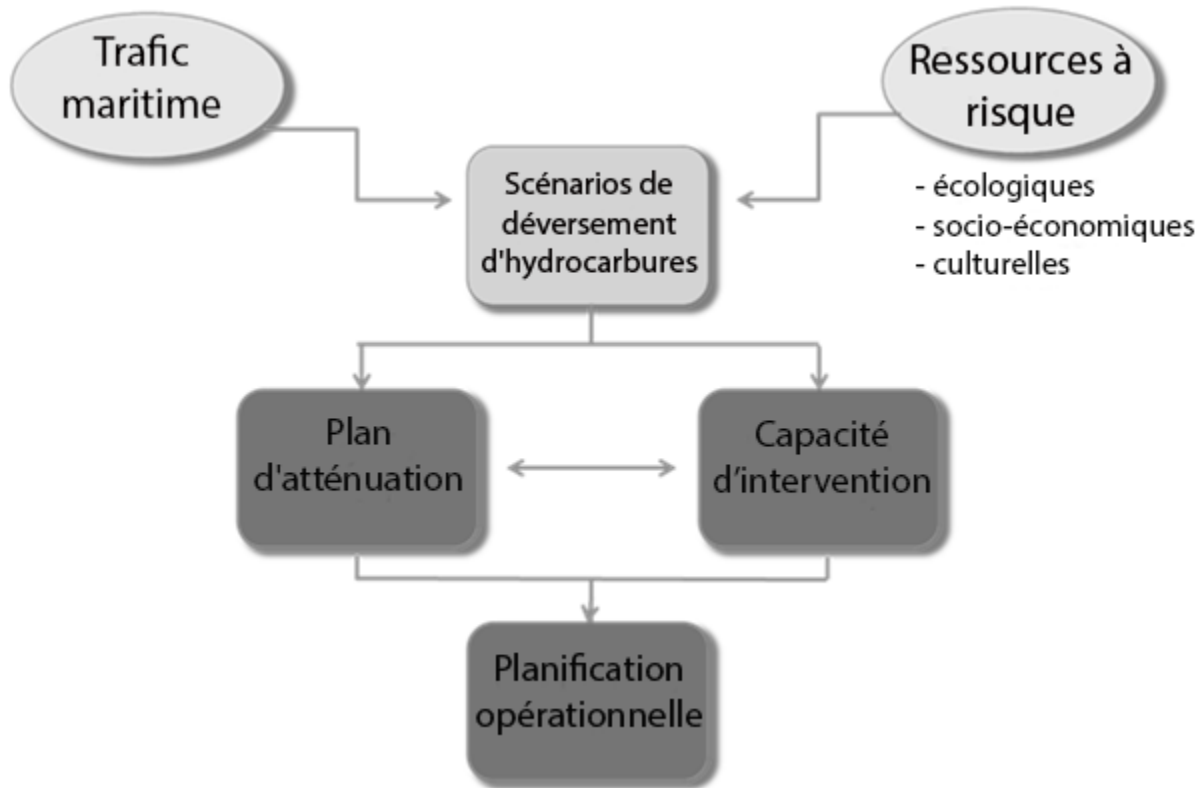 Trafic
maritime
Ressources à
risque
- écologiques
- socio-économiques
- culturelles
Scénarios de
déversement
d'hydrocarbures
Plan
d'atténuation
Capacité
d’intervention
Planification
opérationnelle